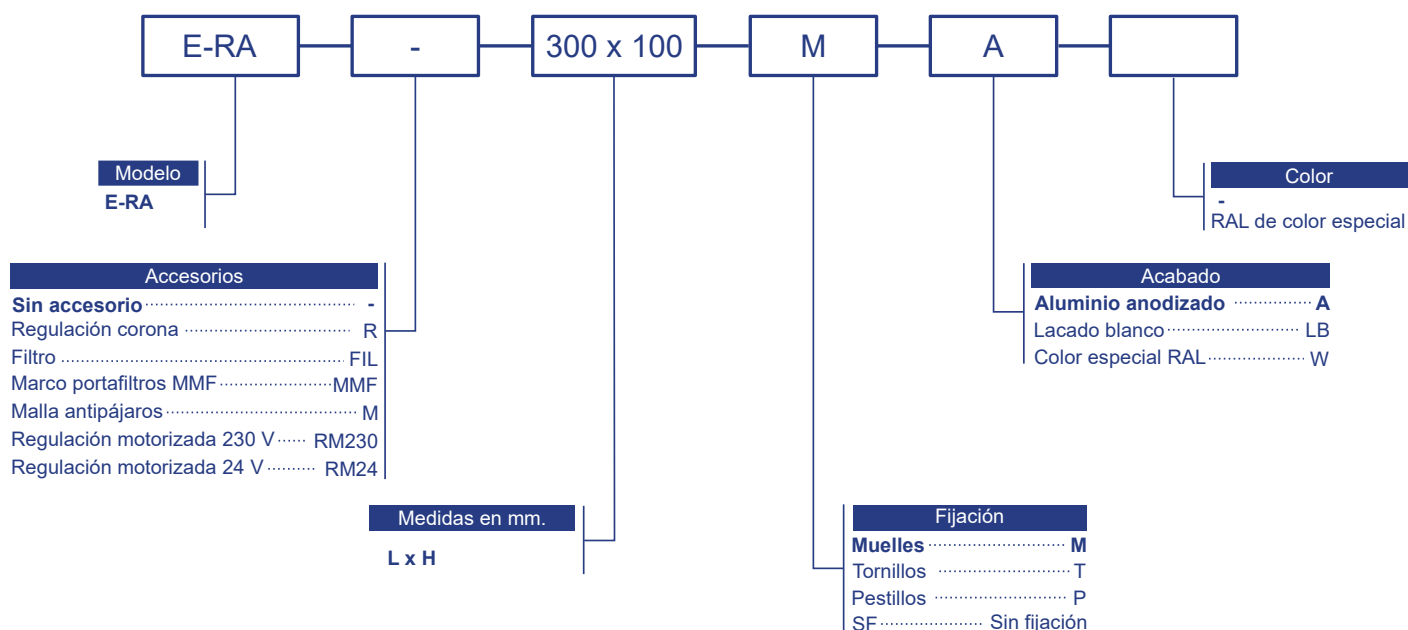 E-RA - 300 x 100 M A
Modelo
E-RA
Color
-
RAL de color especial
Accesorios
Sin accesorio -
Regulación corona R
Filtro FIL
Marco portafiltros MMF MMF
Malla antipájaros M
Regulación motorizada 230 V RM230
Regulación motorizada 24 V RM24
Acabado
Aluminio anodizado A
Lacado blanco LB
Color especial RAL W
Medidas en mm.
L x H
Fijación
Muelles M
Tornillos T
Pestillos P
SF Sin fijación